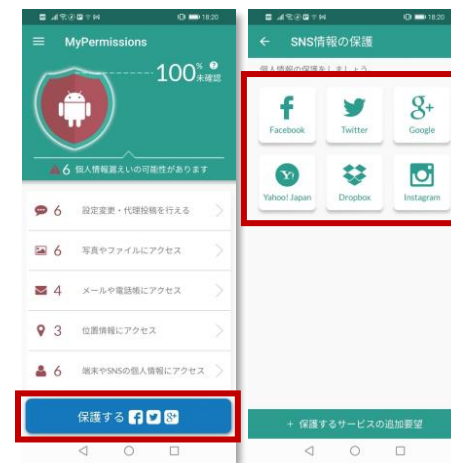 18:20
MyPermissions
100%
未確認
6 個人情報漏えいの可能性があります
6 設定変更・代理投稿を行える
6 写真やファイルにアクセス
4 メールや電話帳にアクセス
3 位置情報にアクセス
6 端末やSNSの個人情報にアクセス
保護する
18:20
SNS情報の保護
個人情報の保護をしましょう。
Facebook
Twitter
Google
Yahoo! Japan
Dropbox
Instagram
+ 保護するサービスの追加要望